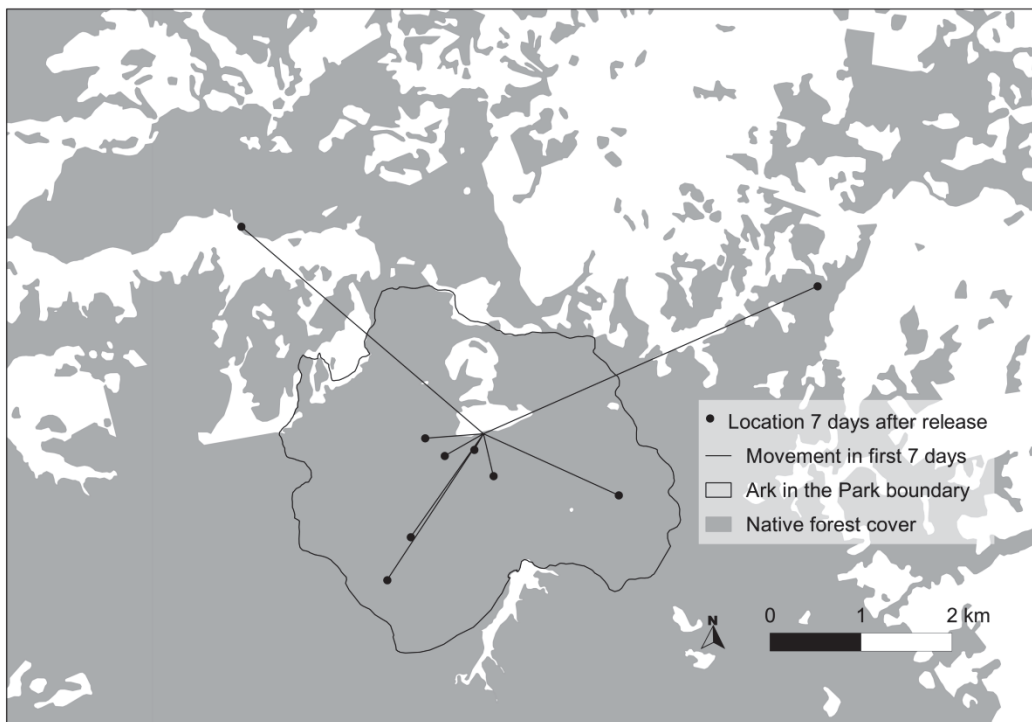 Location 7 days after release
Movement in first 7 days
Ark in the Park boundary
Native forest cover
N
0 1 2 km